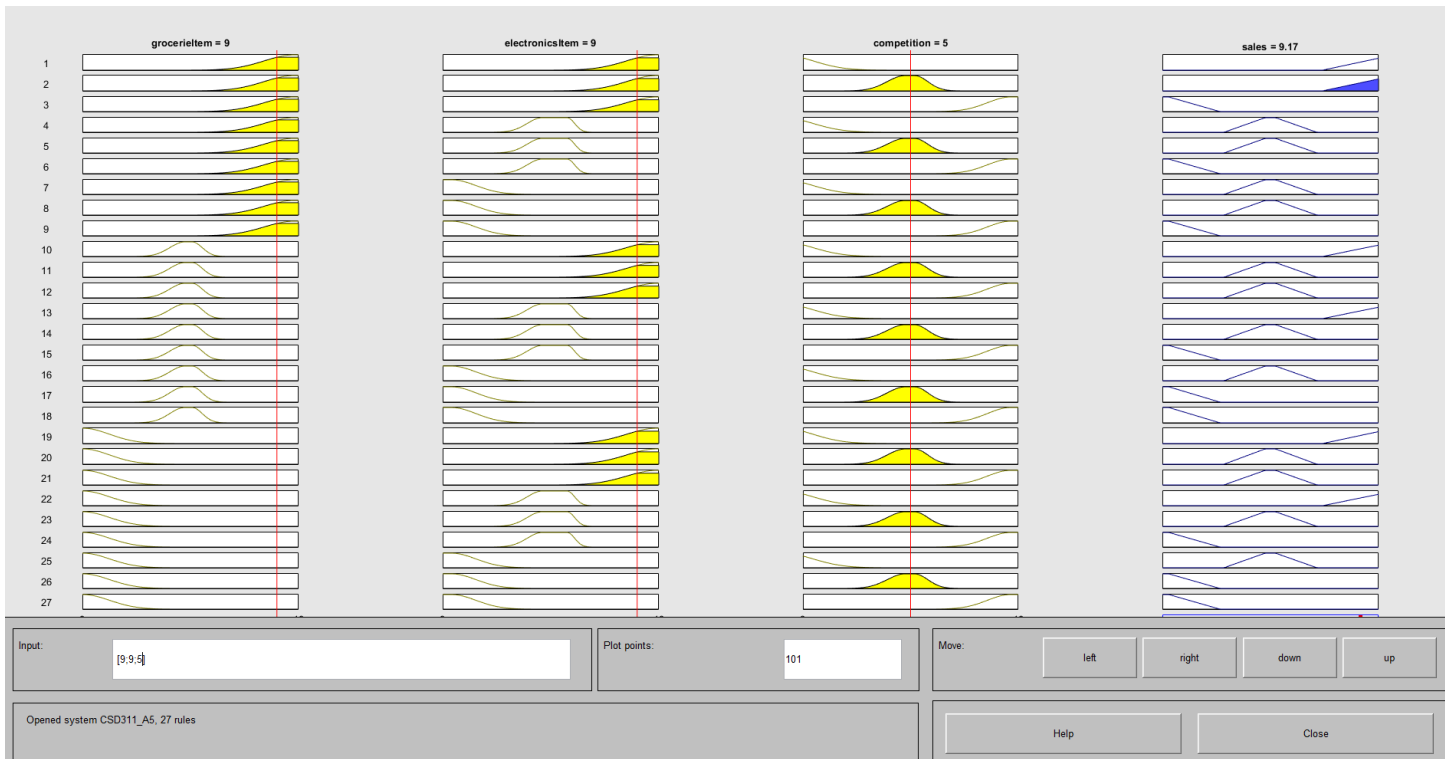 grocerieItem = 9
electronicsItem = 9
competition = 5
sales = 9.17
1
2
3
4
5
6
7
8
9
10
11
12
13
14
15
16
17
18
19
20
21
22
23
24
25
26
27
Input:
[9;9;5]
Plot points:
101
Move:
left
right
down
up
Opened system CSD311_A5, 27 rules
Help
Close